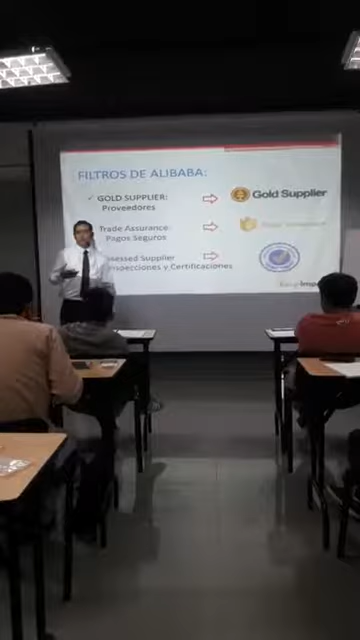 FILTROS DE ALIBABA:
✓ GOLD SUPPLIER:
Proveedores
Gold Supplier
Trade Assurance:
Pagos Seguros
Supplier
Inspecciones y Certificaciones